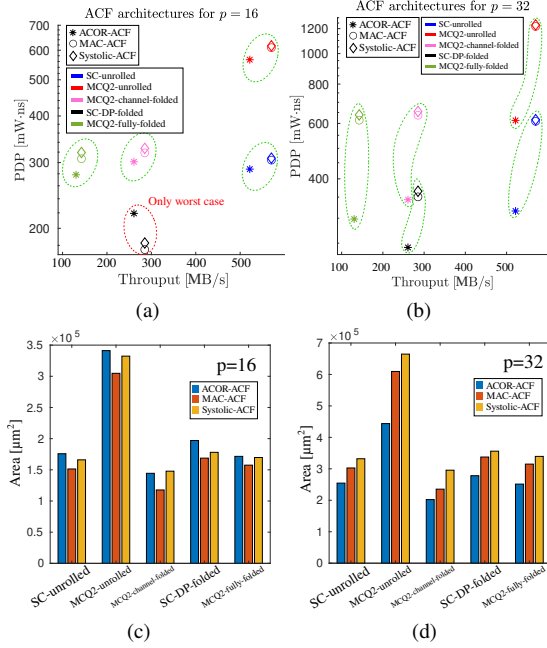 ACF architectures for p = 16
PDP [mW·ns]
700
600
500
400
300
200
ACOR-ACF
MAC-ACF
Systolic-ACF
SC-unrolled
MCQ2-unrolled
MCQ2-channel-folded
SC-DP-folded
MCQ2-fully-folded
Only worst case
100
200
300
400
500
600
Throuput [MB/s]
(a)
ACF architectures for p = 32
PDP [mW·ns]
1200
1000
800
600
400
ACOR-ACF
MAC-ACF
Systolic-ACF
SC-unrolled
MCQ2-unrolled
MCQ2-channel-folded
SC-DP-folded
MCQ2-fully-folded
100
200
300
400
500
600
Throuput [MB/s]
(b)
×10⁵
Area [µm²]
3.5
3
2.5
2
1.5
1
0.5
0
p=16
ACOR-ACF
MAC-ACF
Systolic-ACF
SC-unrolled
MCQ2-unrolled
MCQ2-channel-folded
SC-DP-folded
MCQ2-fully-folded
(c)
×10⁵
Area [µm²]
7
6
5
4
3
2
1
0
p=32
ACOR-ACF
MAC-ACF
Systolic-ACF
SC-unrolled
MCQ2-unrolled
MCQ2-channel-folded
SC-DP-folded
MCQ2-fully-folded
(d)